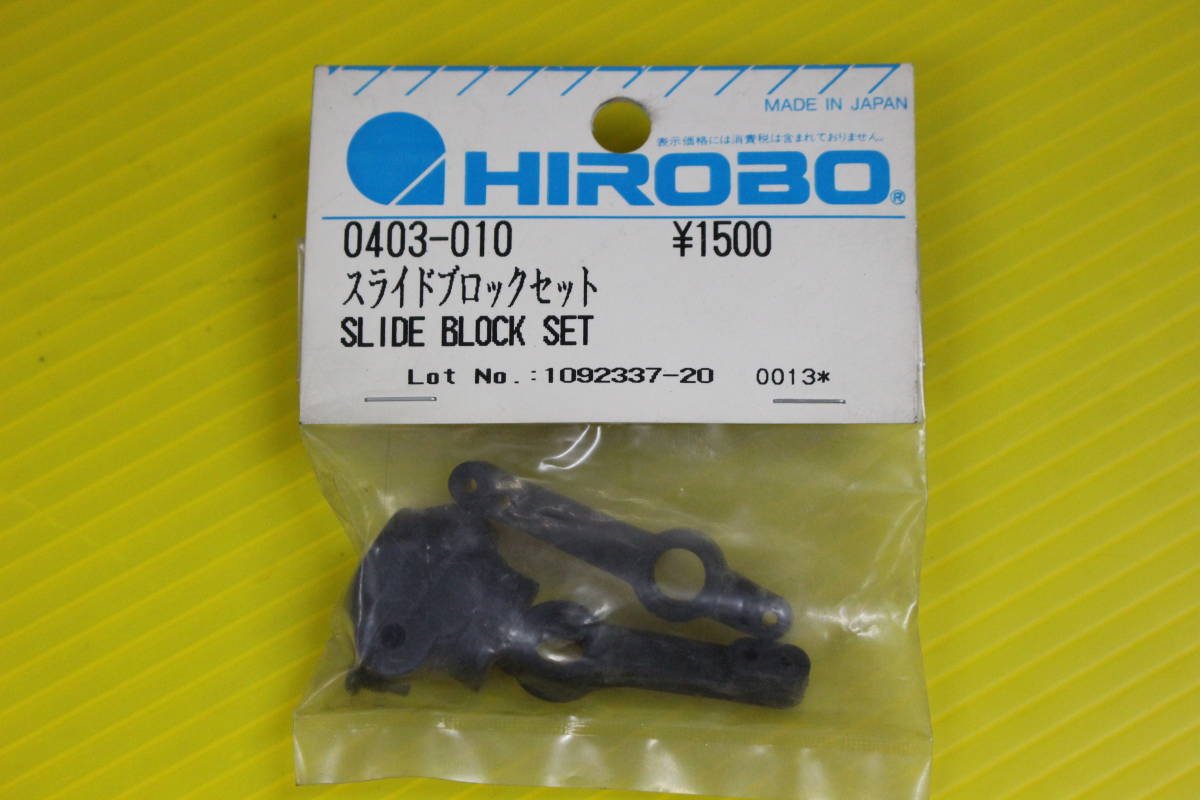 MADE IN JAPAN
表示価格には消費税は含まれておりません。
HIROBO®
0403-010 ¥1500
スライドブロックセット
SLIDE BLOCK SET
Lot No.:1092337-20 0013*